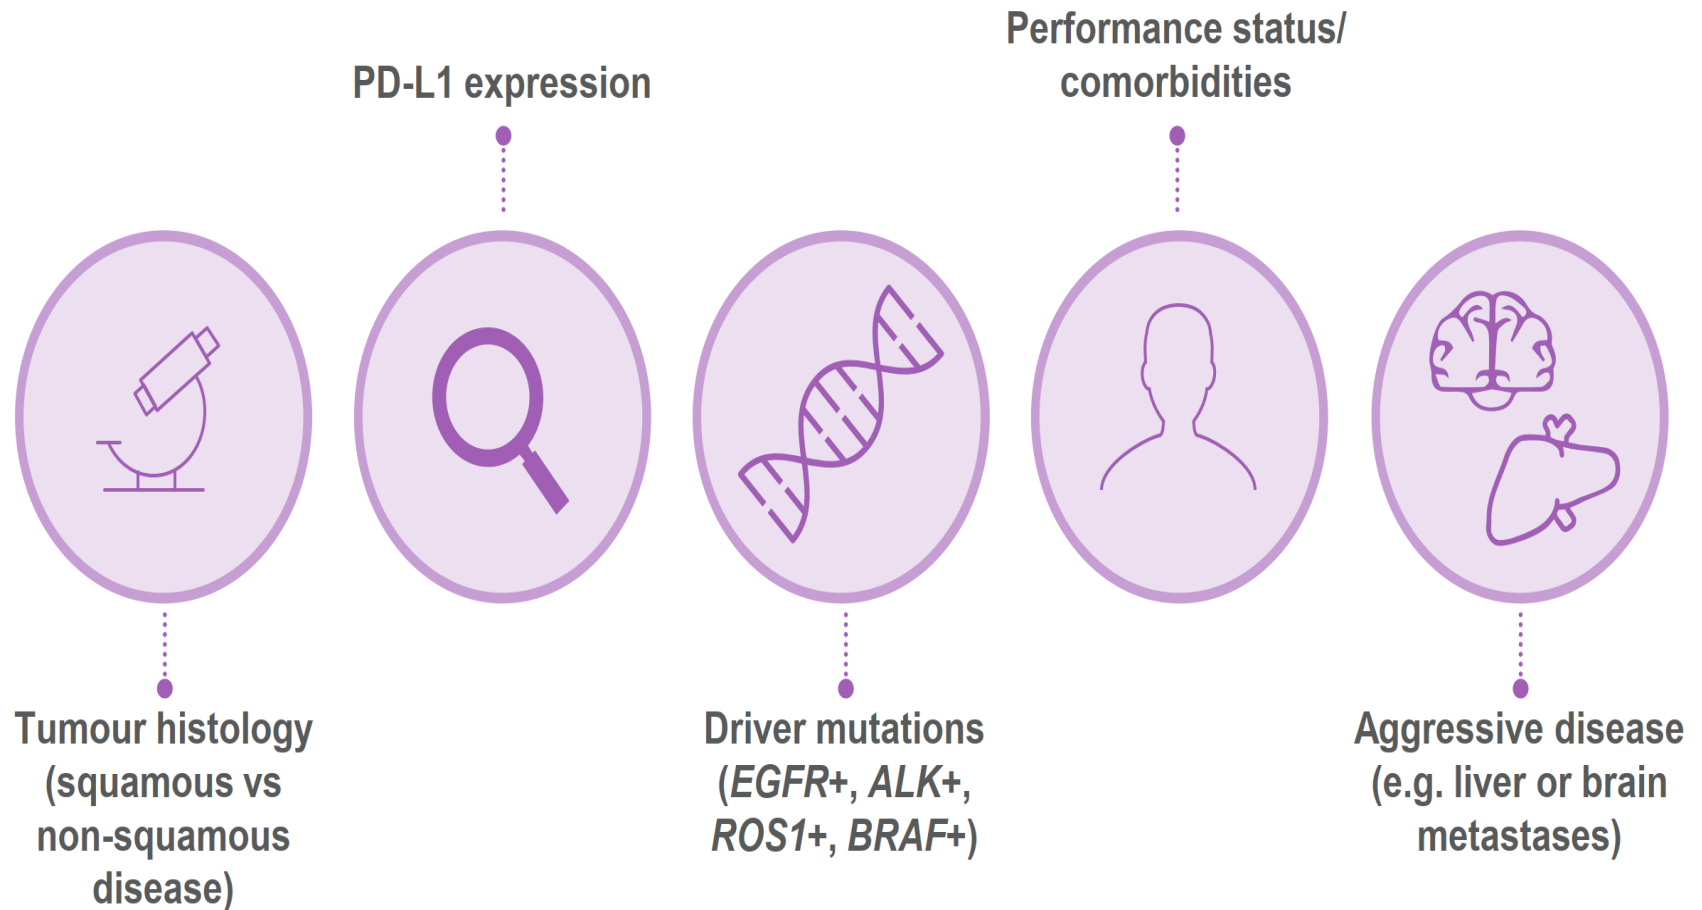 Performance status/
comorbidities
PD-L1 expression
Tumour histology
(squamous vs
non-squamous
disease)
Driver mutations
(EGFR+, ALK+,
ROS1+, BRAF+)
Aggressive disease
(e.g. liver or brain
metastases)